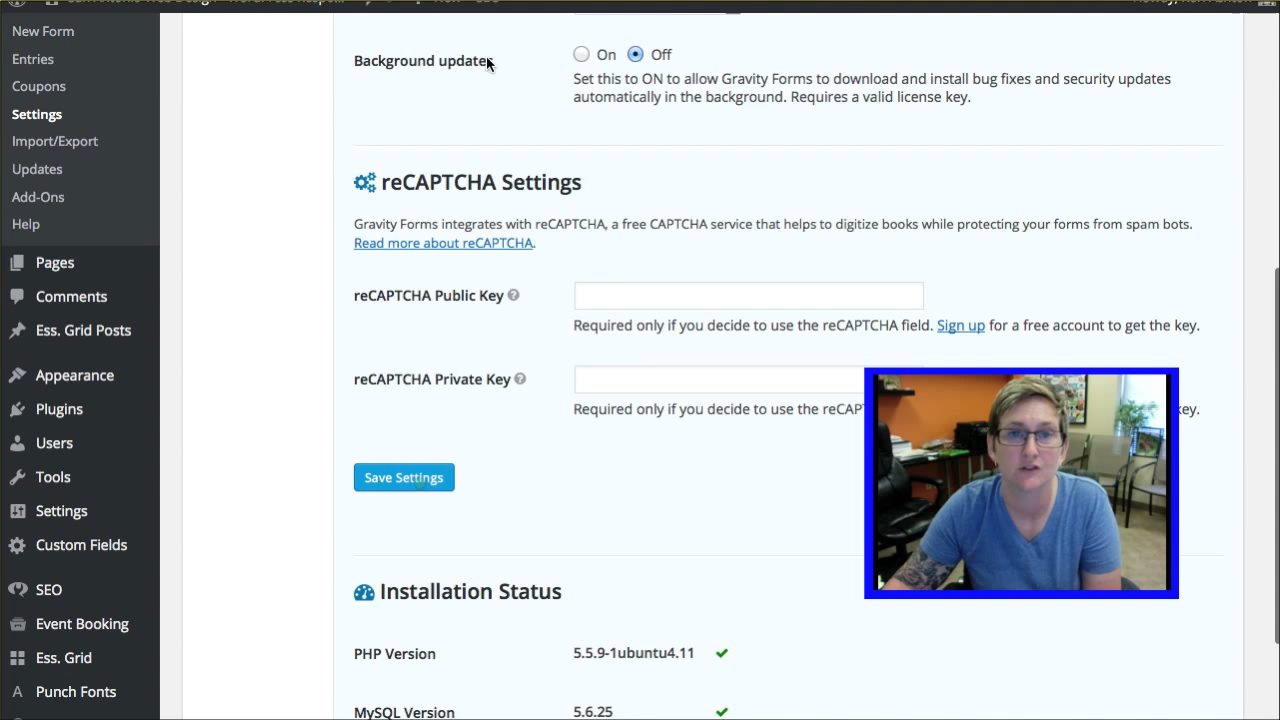 New Form
Entries
Coupons
Settings
Import/Export
Updates
Add-Ons
Help
Pages
Comments
Ess. Grid Posts
Appearance
Plugins
Users
Tools
Settings
Custom Fields
SEO
Event Booking
Ess. Grid
Punch Fonts
Background updates
On Off
Set this to ON to allow Gravity Forms to download and install bug fixes and security updates
automatically in the background. Requires a valid license key.
reCAPTCHA Settings
Gravity Forms integrates with reCAPTCHA, a free CAPTCHA service that helps to digitize books while protecting your forms from spam bots.
Read more about reCAPTCHA.
reCAPTCHA Public Key
Required only if you decide to use the reCAPTCHA field. Sign up for a free account to get the key.
reCAPTCHA Private Key
Required only if you decide to use the reCAPT key.
Save Settings
Installation Status
PHP Version 5.5.9-1ubuntu4.11
MySQL Version 5.6.25